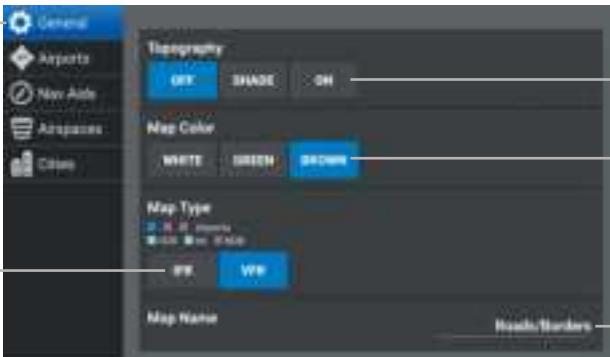 General
Airports
Nav Aids
Airspaces
Cities
Topography
OFF SHADE ON
Map Color
WHITE GREEN BROWN
Map Type
Airports
IFR VFR
Map Name
Roads/Borders